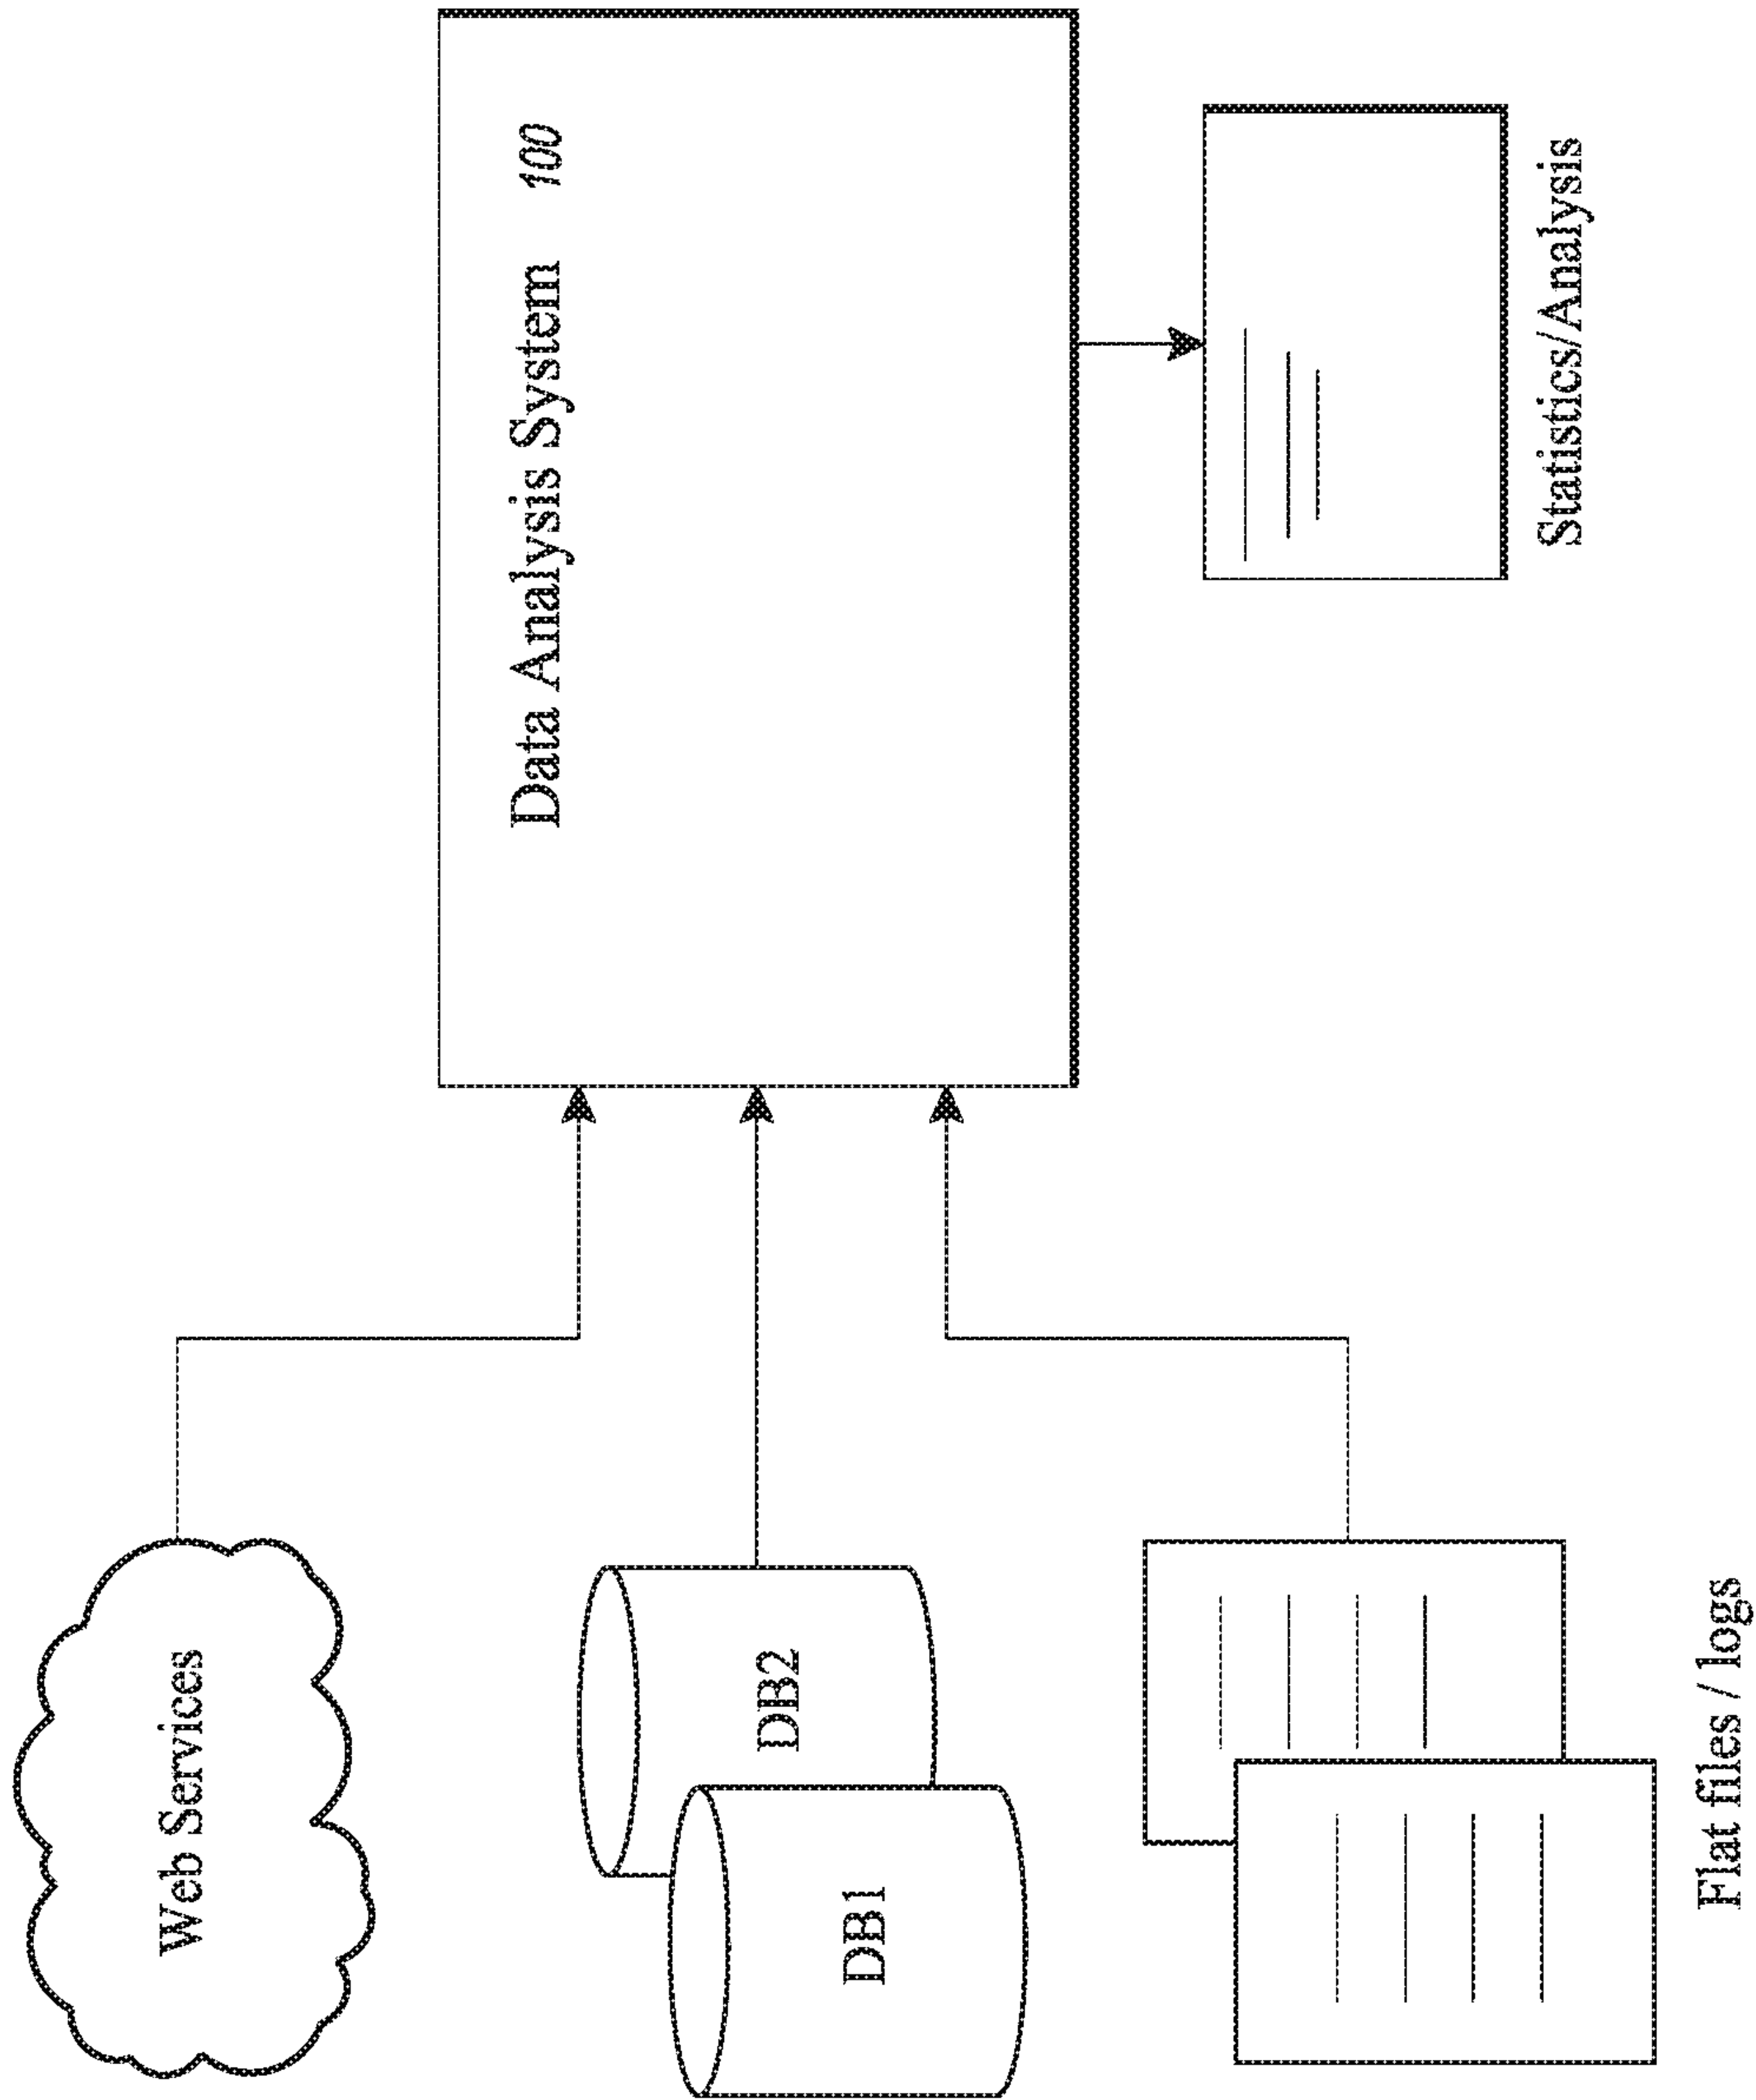 Web Services
Data Analysis System 100
DB2
DB1
Flat files / logs
Statistics/Analysis